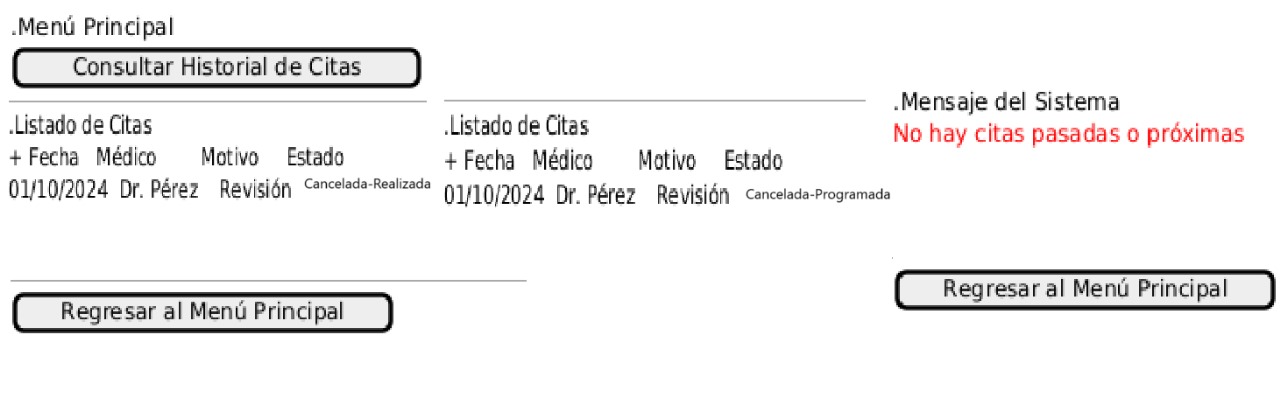 .Menú Principal
Consultar Historial de Citas
.Listado de Citas
+ Fecha Médico Motivo Estado
01/10/2024 Dr. Pérez Revisión Cancelada-Realizada
.Listado de Citas
+ Fecha Médico Motivo Estado
01/10/2024 Dr. Pérez Revisión Cancelada-Programada
.Mensaje del Sistema
No hay citas pasadas o próximas
Regresar al Menú Principal
Regresar al Menú Principal